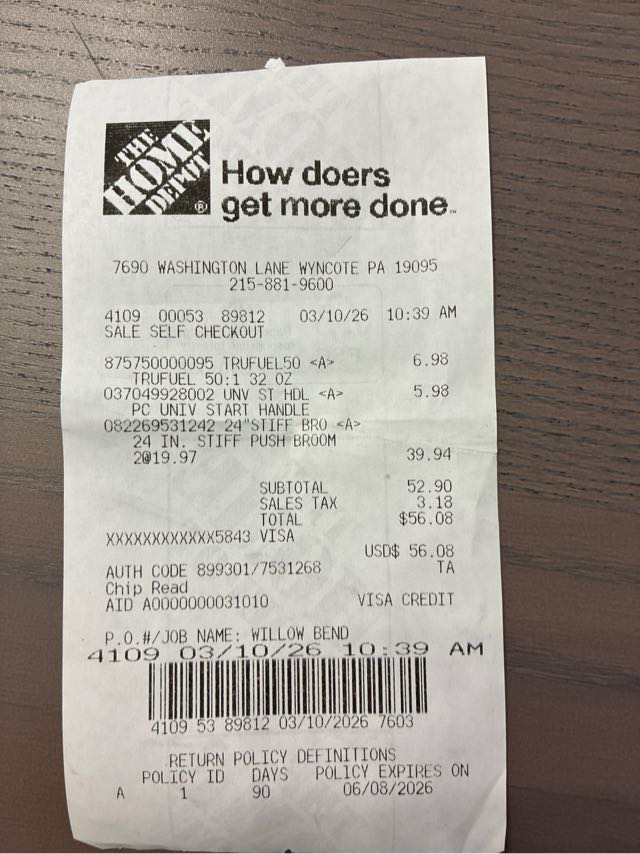 THE
HOME
DEPOT
®
How doers
get more done.™
7690 WASHINGTON LANE WYNCOTE PA 19095
215-881-9600
4109 00053 89812 03/10/26 10:39 AM
SALE SELF CHECKOUT
875750000095 TRUFUEL50 <A> 6.98
TRUFUEL 50:1 32 OZ
037049928002 UNV ST HDL <A> 5.98
PC UNIV START HANDLE
082269531242 24"STIFF BRO <A>
24 IN. STIFF PUSH BROOM
2@19.97 39.94
SUBTOTAL 52.90
SALES TAX 3.18
TOTAL $56.08
XXXXXXXXXXXX5843 VISA
USD$ 56.08
AUTH CODE 899301/7531268 TA
Chip Read
AID A0000000031010 VISA CREDIT
P.O.#/JOB NAME: WILLOW BEND
4109 03/10/26 10:39 AM
4109 53 89812 03/10/2026 7603
RETURN POLICY DEFINITIONS
POLICY ID DAYS POLICY EXPIRES ON
A 1 90 06/08/2026